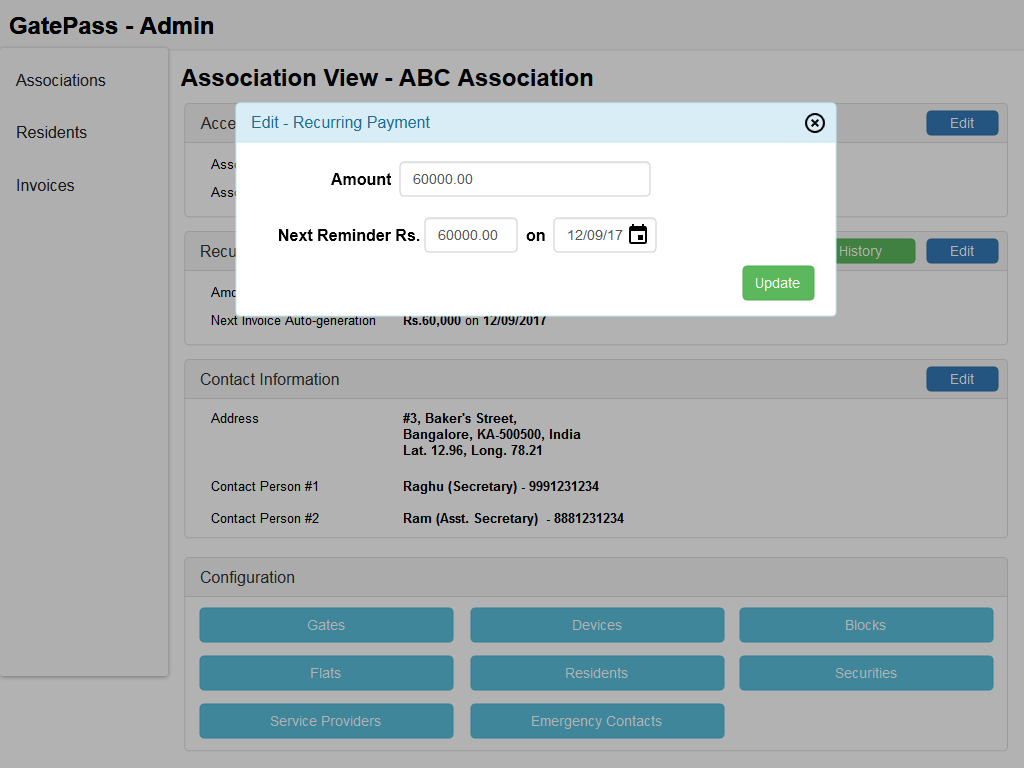 GatePass - Admin
Associations
Residents
Invoices
Association View - ABC Association
Acce
Edit
Edit - Recurring Payment
Amount 60000.00
Next Reminder Rs. 60000.00 on 12/09/17
Update
Asso
Asso
Recu
History
Edit
Amo
Next Invoice Auto-generation Rs.60,000 on 12/09/2017
Contact Information
Edit
Address #3, Baker's Street,
Bangalore, KA-500500, India
Lat. 12.96, Long. 78.21
Contact Person #1 Raghu (Secretary) - 9991231234
Contact Person #2 Ram (Asst. Secretary) - 8881231234
Configuration
Gates Devices Blocks
Flats Residents Securities
Service Providers Emergency Contacts